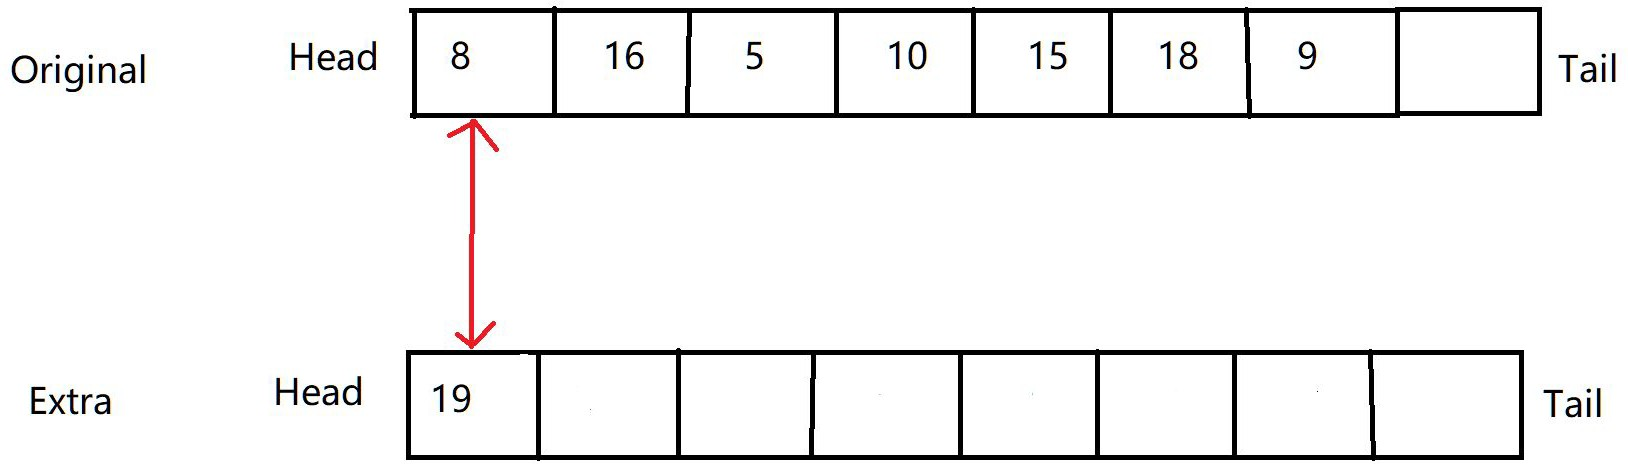 Original Head 8 16 5 10 15 18 9 Tail
Extra Head 19 Tail